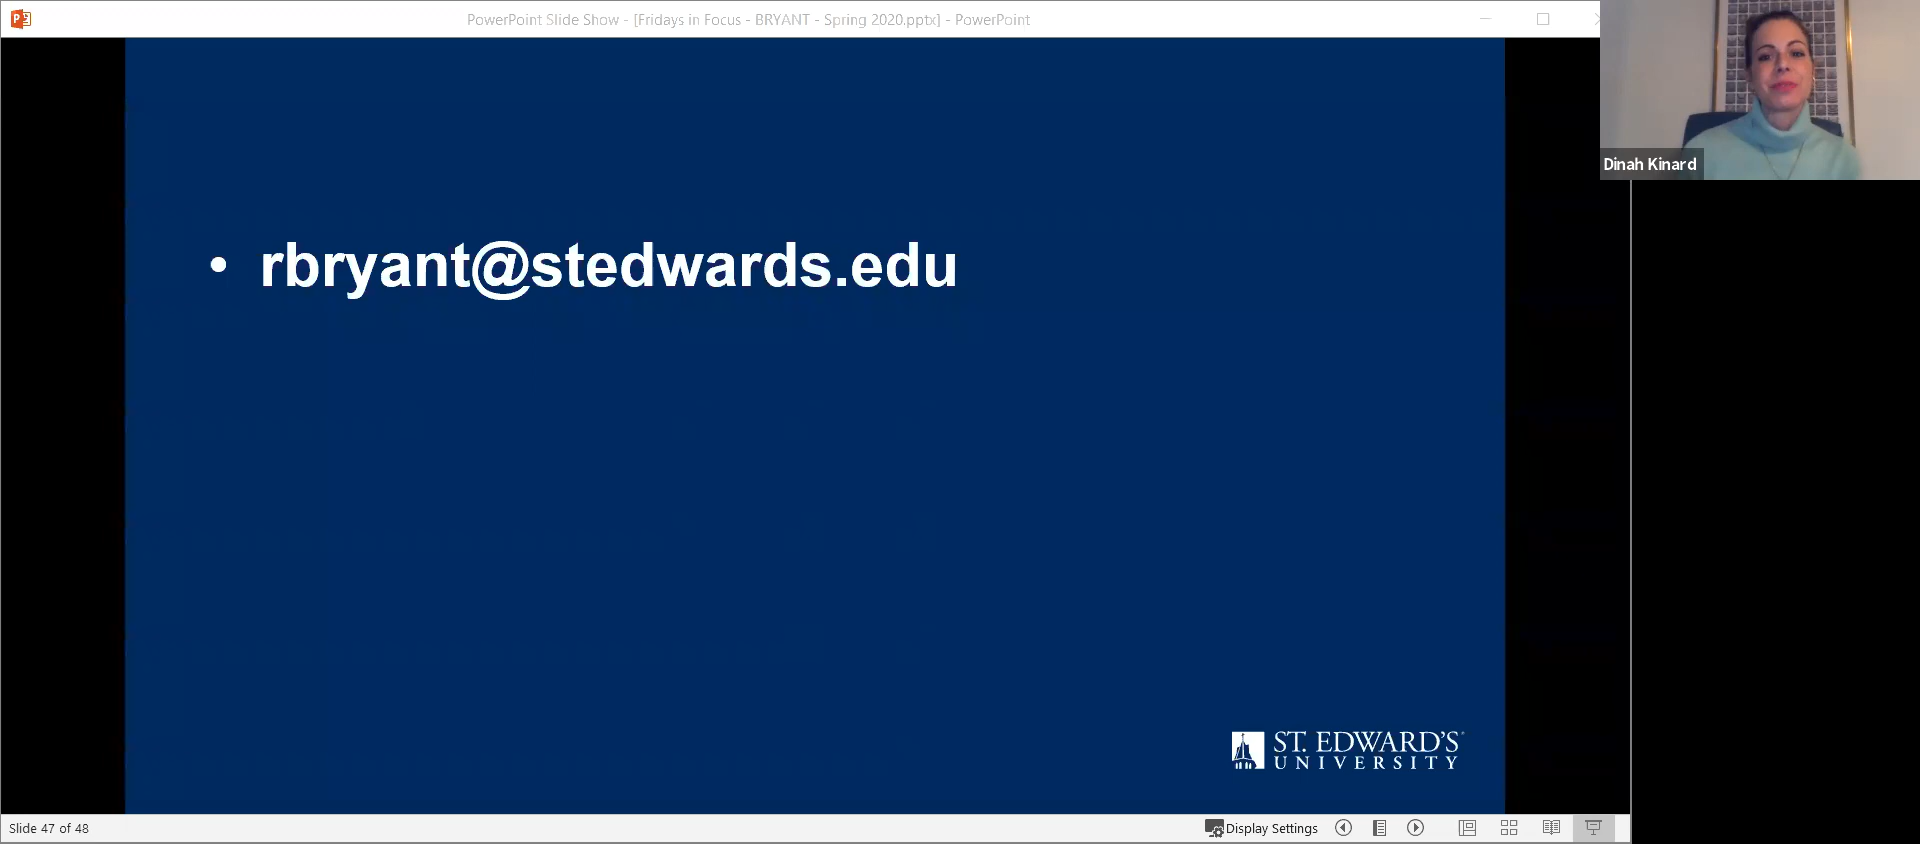 PowerPoint Slide Show - [Fridays in Focus - BRYANT - Spring 2020.pptx] - PowerPoint
Dinah Kinard
• rbryant@stedwards.edu
ST. EDWARD'S
UNIVERSITY
Slide 47 of 48
Display Settings